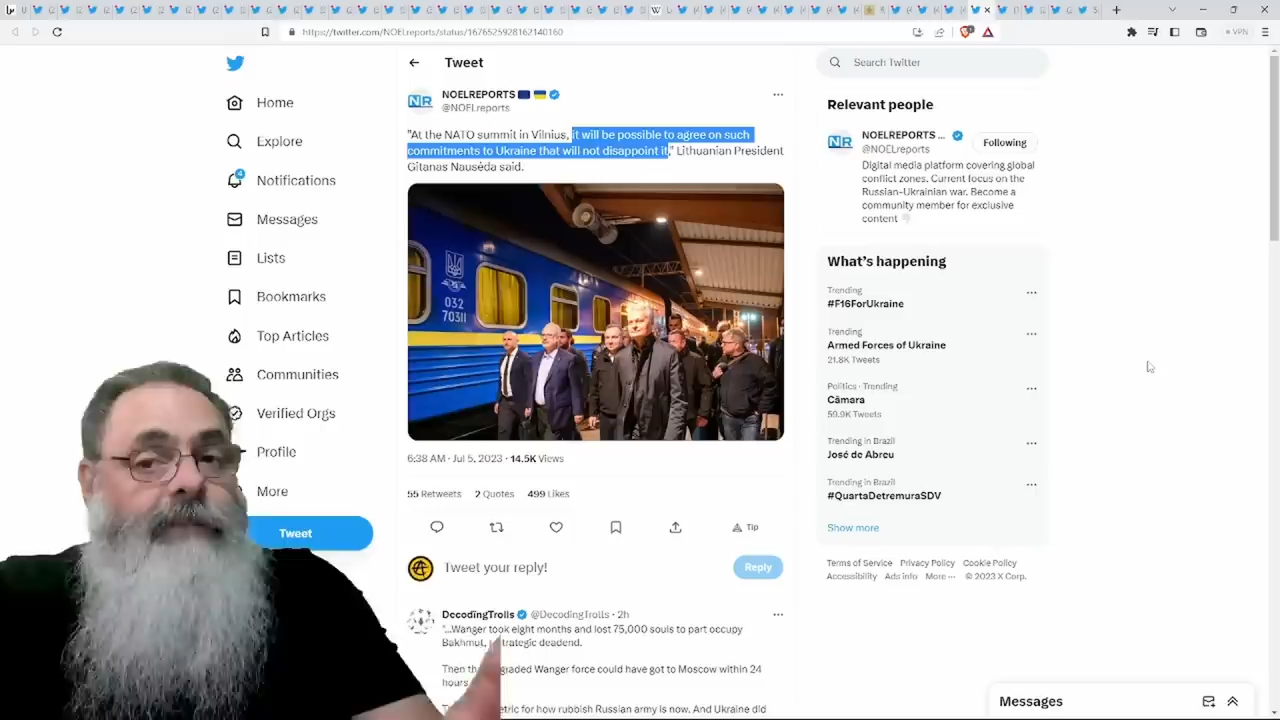 https://twitter.com/NOELreports/status/1676525928162140160
VPN
Home
Explore
4
Notifications
Messages
Lists
Bookmarks
Top Articles
Communities
Verified Orgs
Profile
More
Tweet
Tweet
NOELREPORTS
@NOELreports
"At the NATO summit in Vilnius, it will be possible to agree on such
commitments to Ukraine that will not disappoint it," Lithuanian President
Gitanas Nausėda said.
032
70311
6:38 AM · Jul 5, 2023 · 14.5K Views
55 Retweets 2 Quotes 499 Likes
Tip
Tweet your reply!
Reply
DecodingTrolls @DecodingTrolls · 2h
"...Wanger took eight months and lost 75,000 souls to part occupy
Bakhmut, strategic deadend.
Then graded Wanger force could have got to Moscow within 24
hours
etric for how rubbish Russian army is now. And Ukraine did
Search Twitter
Relevant people
NOELREPORTS ...
@NOELreports
Following
Digital media platform covering global
conflict zones. Current focus on the
Russian-Ukrainian war. Become a
community member for exclusive
content
What's happening
Trending
#F16ForUkraine
Trending
Armed Forces of Ukraine
21.8K Tweets
Politics · Trending
Câmara
59.9K Tweets
Trending in Brazil
José de Abreu
Trending in Brazil
#QuartaDetremuraSDV
Show more
Terms of Service Privacy Policy Cookie Policy
Accessibility Ads info More ··· © 2023 X Corp.
Messages